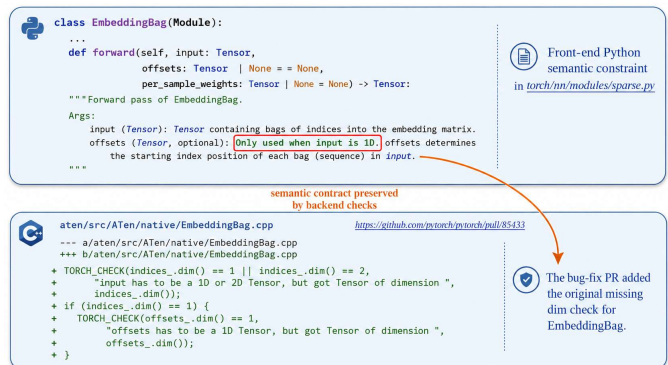 class EmbeddingBag(Module):
...
def forward(self, input: Tensor,
offsets: Tensor | None = = None,
per_sample_weights: Tensor | None = None) -> Tensor:
"""Forward pass of EmbeddingBag.
Args:
input (Tensor): Tensor containing bags of indices into the embedding matrix.
offsets (Tensor, optional): Only used when input is 1D. offsets determines
the starting index position of each bag (sequence) in input.
"""
Front-end Python
semantic constraint
in torch/nn/modules/sparse.py
semantic contract preserved
by backend checks
C++
aten/src/ATen/native/EmbeddingBag.cpp
https://github.com/pytorch/pytorch/pull/85433
--- a/aten/src/ATen/native/EmbeddingBag.cpp
+++ b/aten/src/ATen/native/EmbeddingBag.cpp
+ TORCH_CHECK(indices_.dim() == 1 || indices_.dim() == 2,
+ "input has to be a 1D or 2D Tensor, but got Tensor of dimension ",
+ indices_.dim());
+ if (indices_.dim() == 1) {
+ TORCH_CHECK(offsets_.dim() == 1,
+ "offsets has to be a 1D Tensor, but got Tensor of dimension ",
+ offsets_.dim());
+ }
The bug-fix PR added
the original missing
dim check for
EmbeddingBag.